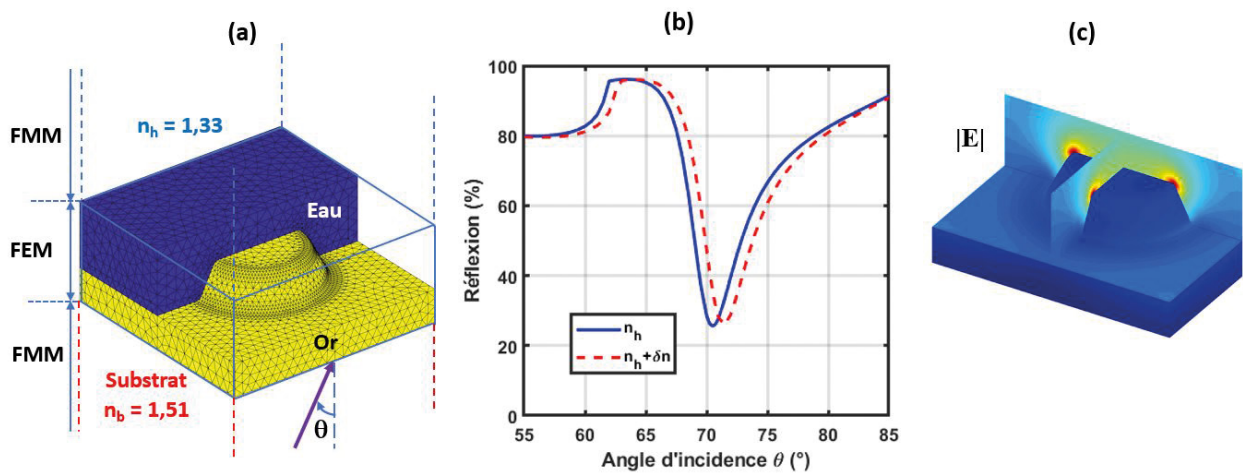 (a)
FMM
n_h = 1,33
FEM
Eau
FMM
Or
Substrat
n_b = 1,51
θ
(b)
Réflexion (%)
100
80
60
40
20
0
n_h
n_h+δn
55
60
65
70
75
80
85
Angle d'incidence θ (°)
(c)
|E|